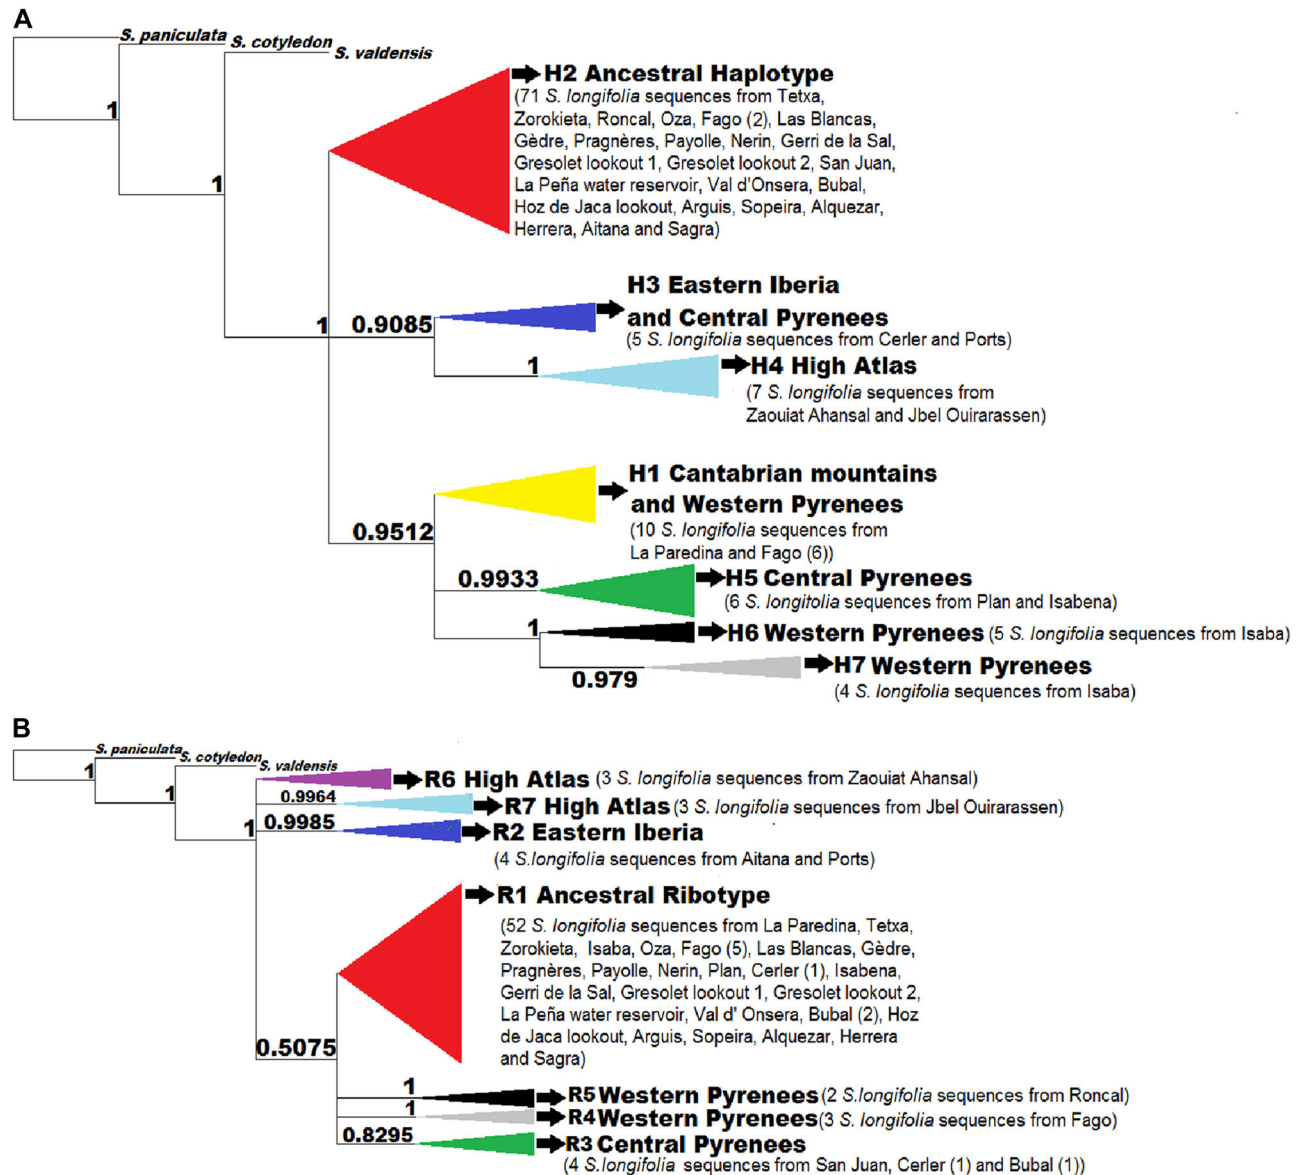 A
S. paniculata
S. cotyledon
S. valdensis
1
1
1
H2 Ancestral Haplotype
(71 S. longifolia sequences from Tetxa,
Zorokieta, Roncal, Oza, Fago (2), Las Blancas,
Gèdre, Pragnères, Payolle, Nerin, Gerri de la Sal,
Gresolet lookout 1, Gresolet lookout 2, San Juan,
La Peña water reservoir, Val d'Onsera, Bubal,
Hoz de Jaca lookout, Arguis, Sopeira, Alquezar,
Herrera, Aitana and Sagra)
0.9085
H3 Eastern Iberia
and Central Pyrenees
(5 S. longifolia sequences from Cerler and Ports)
1
H4 High Atlas
(7 S. longifolia sequences from
Zaouiat Ahansal and Jbel Ouirarassen)
0.9512
H1 Cantabrian mountains
and Western Pyrenees
(10 S. longifolia sequences from
La Paredina and Fago (6))
0.9933
H5 Central Pyrenees
(6 S. longitolia sequences from Plan and Isabena)
1
H6 Western Pyrenees (5 S. longifolia sequences from Isaba)
0.979
H7 Western Pyrenees
(4 S. longifolia sequences from Isaba)
B
S. paniculata
S. cotyledon
S. valdensis
1
1
1
R6 High Atlas (3 S. longifolia sequences from Zaouiat Ahansal)
0.9964
R7 High Atlas (3 S. longifolia sequences from Jbel Ouirarassen)
0.9985
R2 Eastern Iberia
(4 S.longifolia sequences from Aitana and Ports)
R1 Ancestral Ribotype
(52 S. longifolia sequences from La Paredina, Tetxa,
Zorokieta, Isaba, Oza, Fago (5), Las Blancas, Gèdre,
Pragnères, Payolle, Nerin, Plan, Cerler (1), Isabena,
Gerri de la Sal, Gresolet lookout 1, Gresolet lookout 2,
La Peña water reservoir, Val d' Onsera, Bubal (2), Hoz
de Jaca lookout, Arguis, Sopeira, Alquezar, Herrera
and Sagra)
0.5075
1
R5 Western Pyrenees (2 S.longifolia sequences from Roncal)
1
R4 Western Pyrenees (3 S. longifolia sequences from Fago)
0.8295
R3 Central Pyrenees
(4 S.longifolia sequences from San Juan, Cerler (1) and Bubal (1))